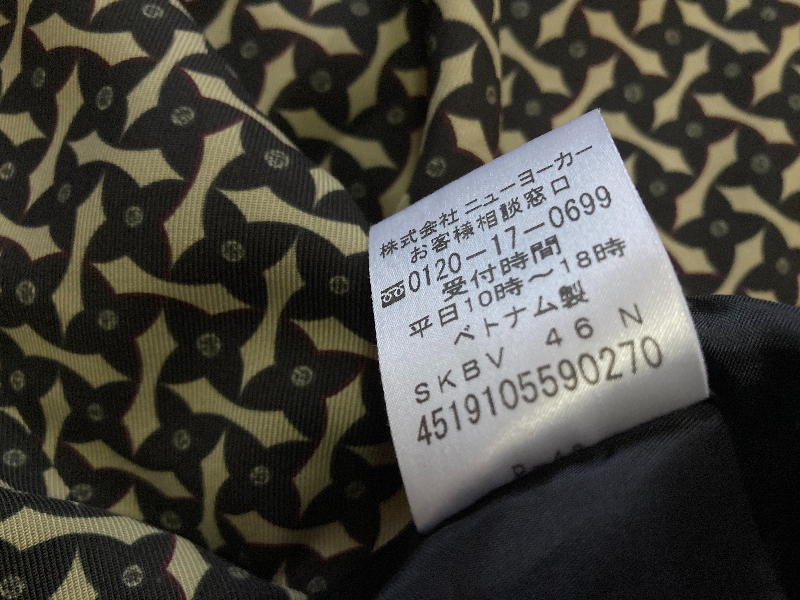 株式会社 ニューヨーカー
お客様相談窓口
0120-17-0699
受付時間
平日10時～18時
ベトナム製
SKBV 46 N
4519105590270